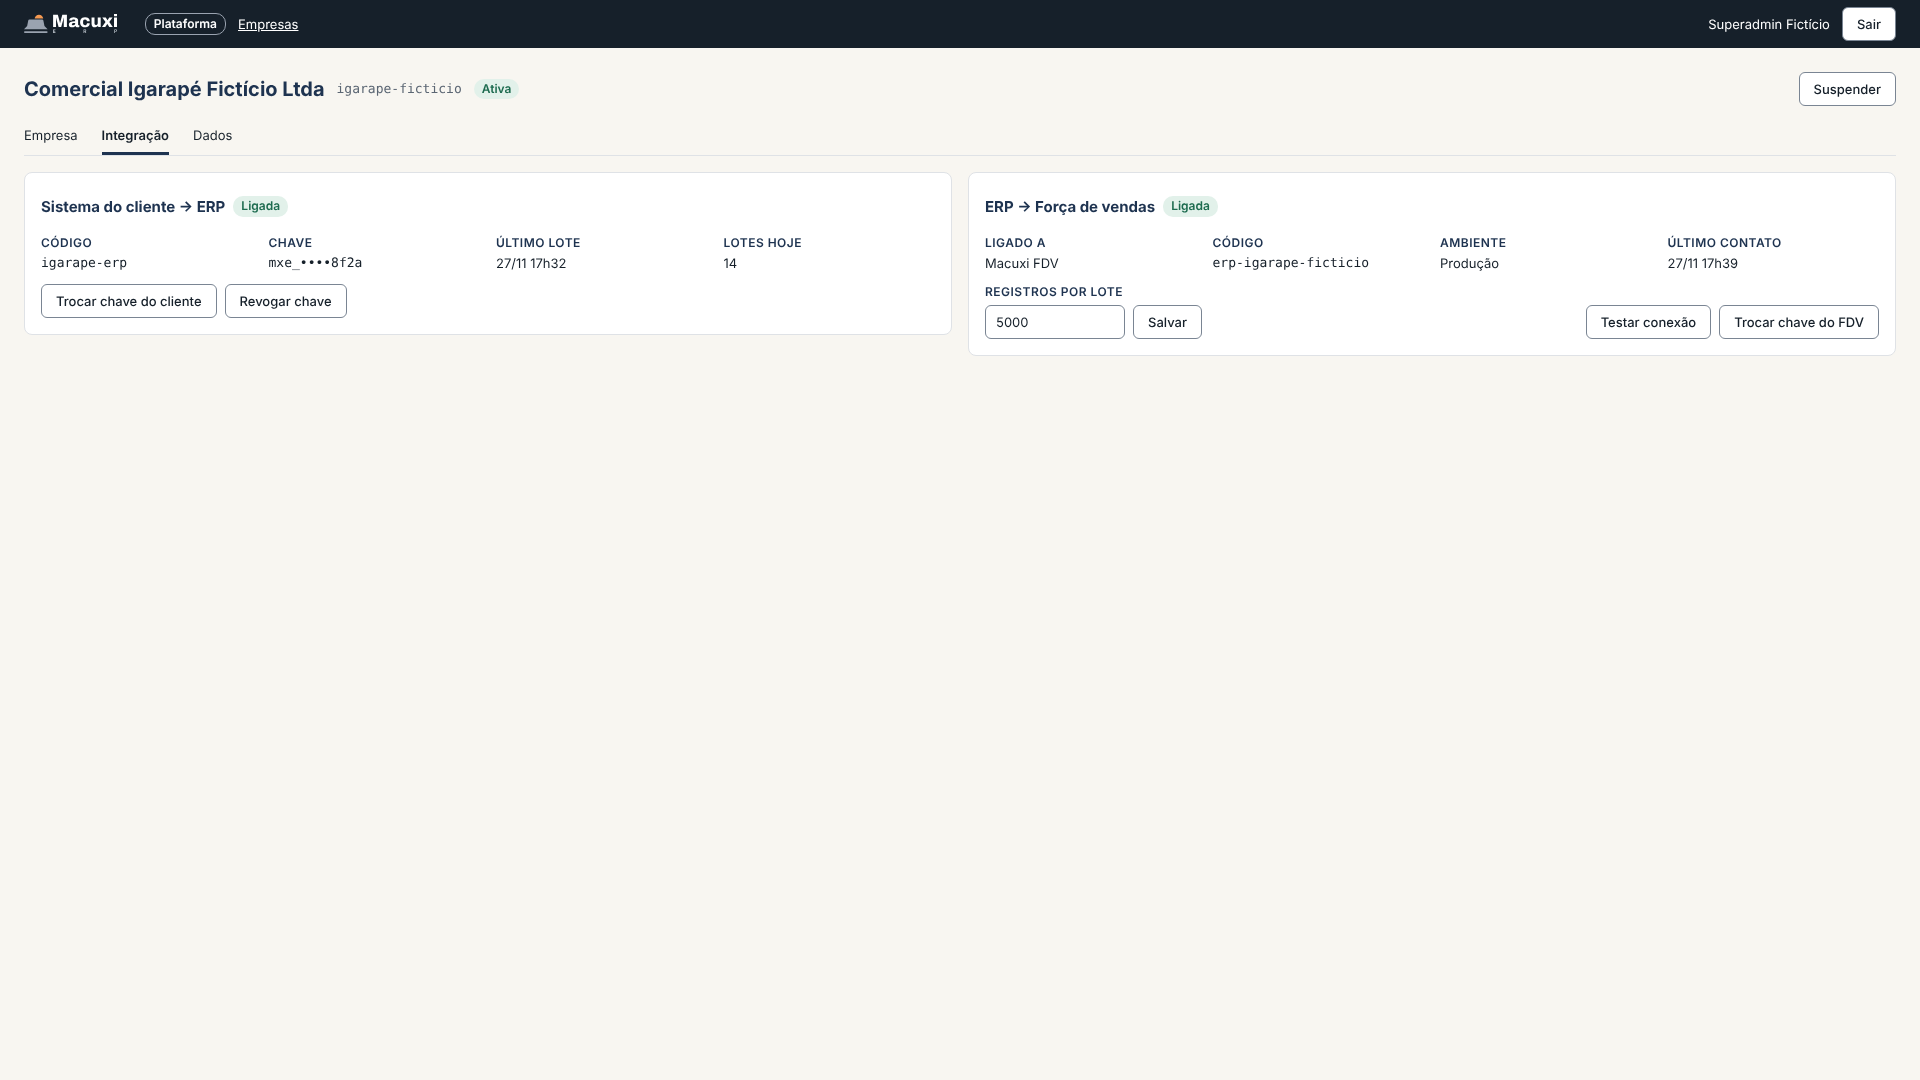 Macuxi
E R P
Plataforma
Empresas
Superadmin Fictício
Sair
Comercial Igarapé Fictício Ltda
igarape-ficticio
Ativa
Suspender
Empresa
Integração
Dados
Sistema do cliente → ERP
Ligada
CÓDIGO
CHAVE
ÚLTIMO LOTE
LOTES HOJE
igarape-erp
mxe_••••8f2a
27/11 17h32
14
Trocar chave do cliente
Revogar chave
ERP → Força de vendas
Ligada
LIGADO A
CÓDIGO
AMBIENTE
ÚLTIMO CONTATO
Macuxi FDV
erp-igarape-ficticio
Produção
27/11 17h39
REGISTROS POR LOTE
5000
Salvar
Testar conexão
Trocar chave do FDV